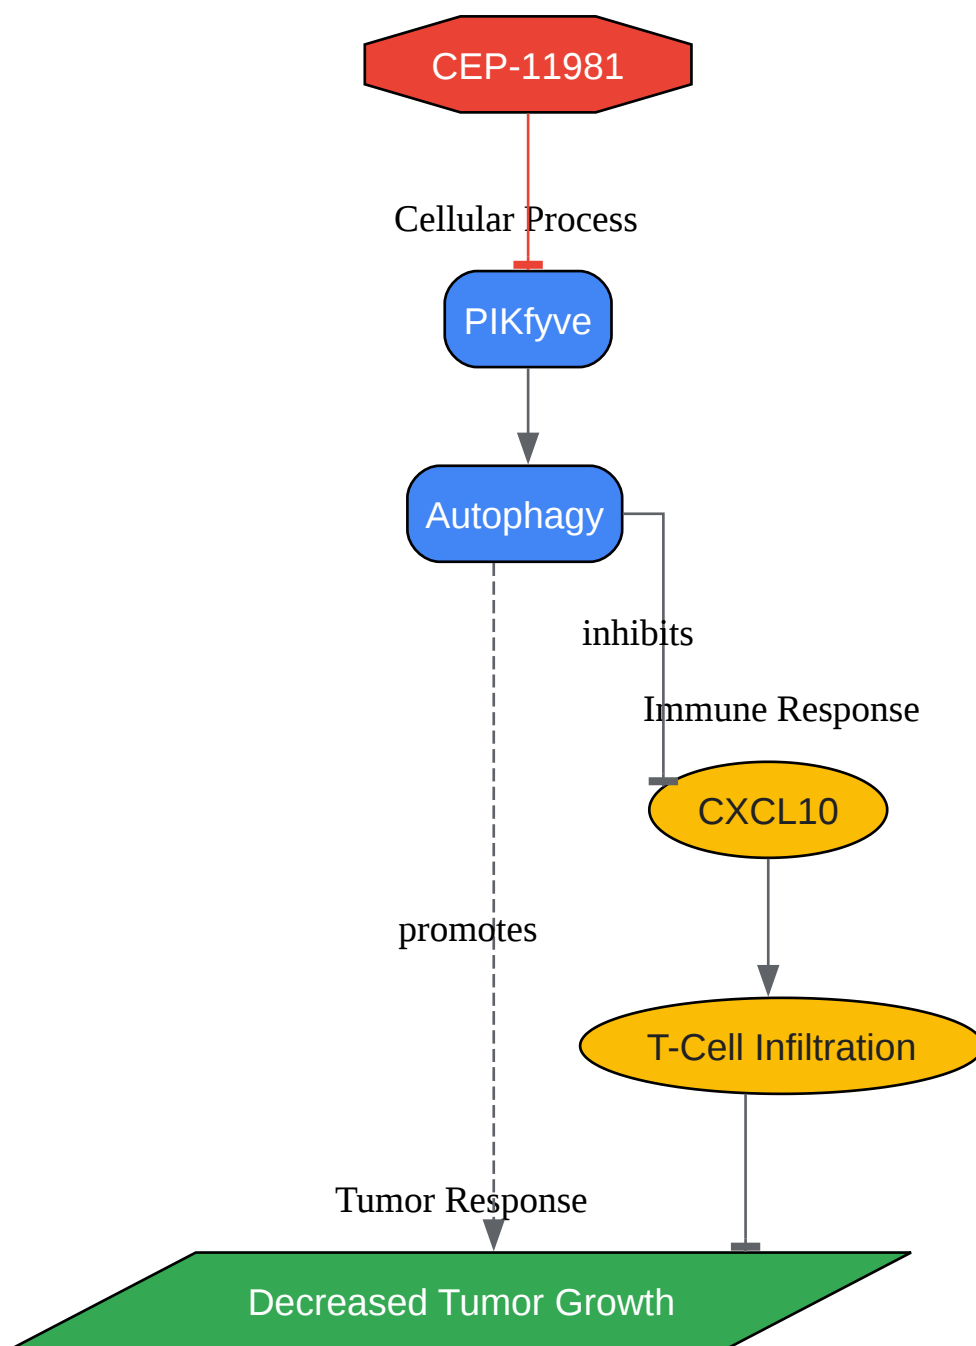 CEP-11981
Cellular Process
PIKfyve
Autophagy
inhibits
Immune Response
CXCL10
promotes
T-Cell Infiltration
Tumor Response
Decreased Tumor Growth